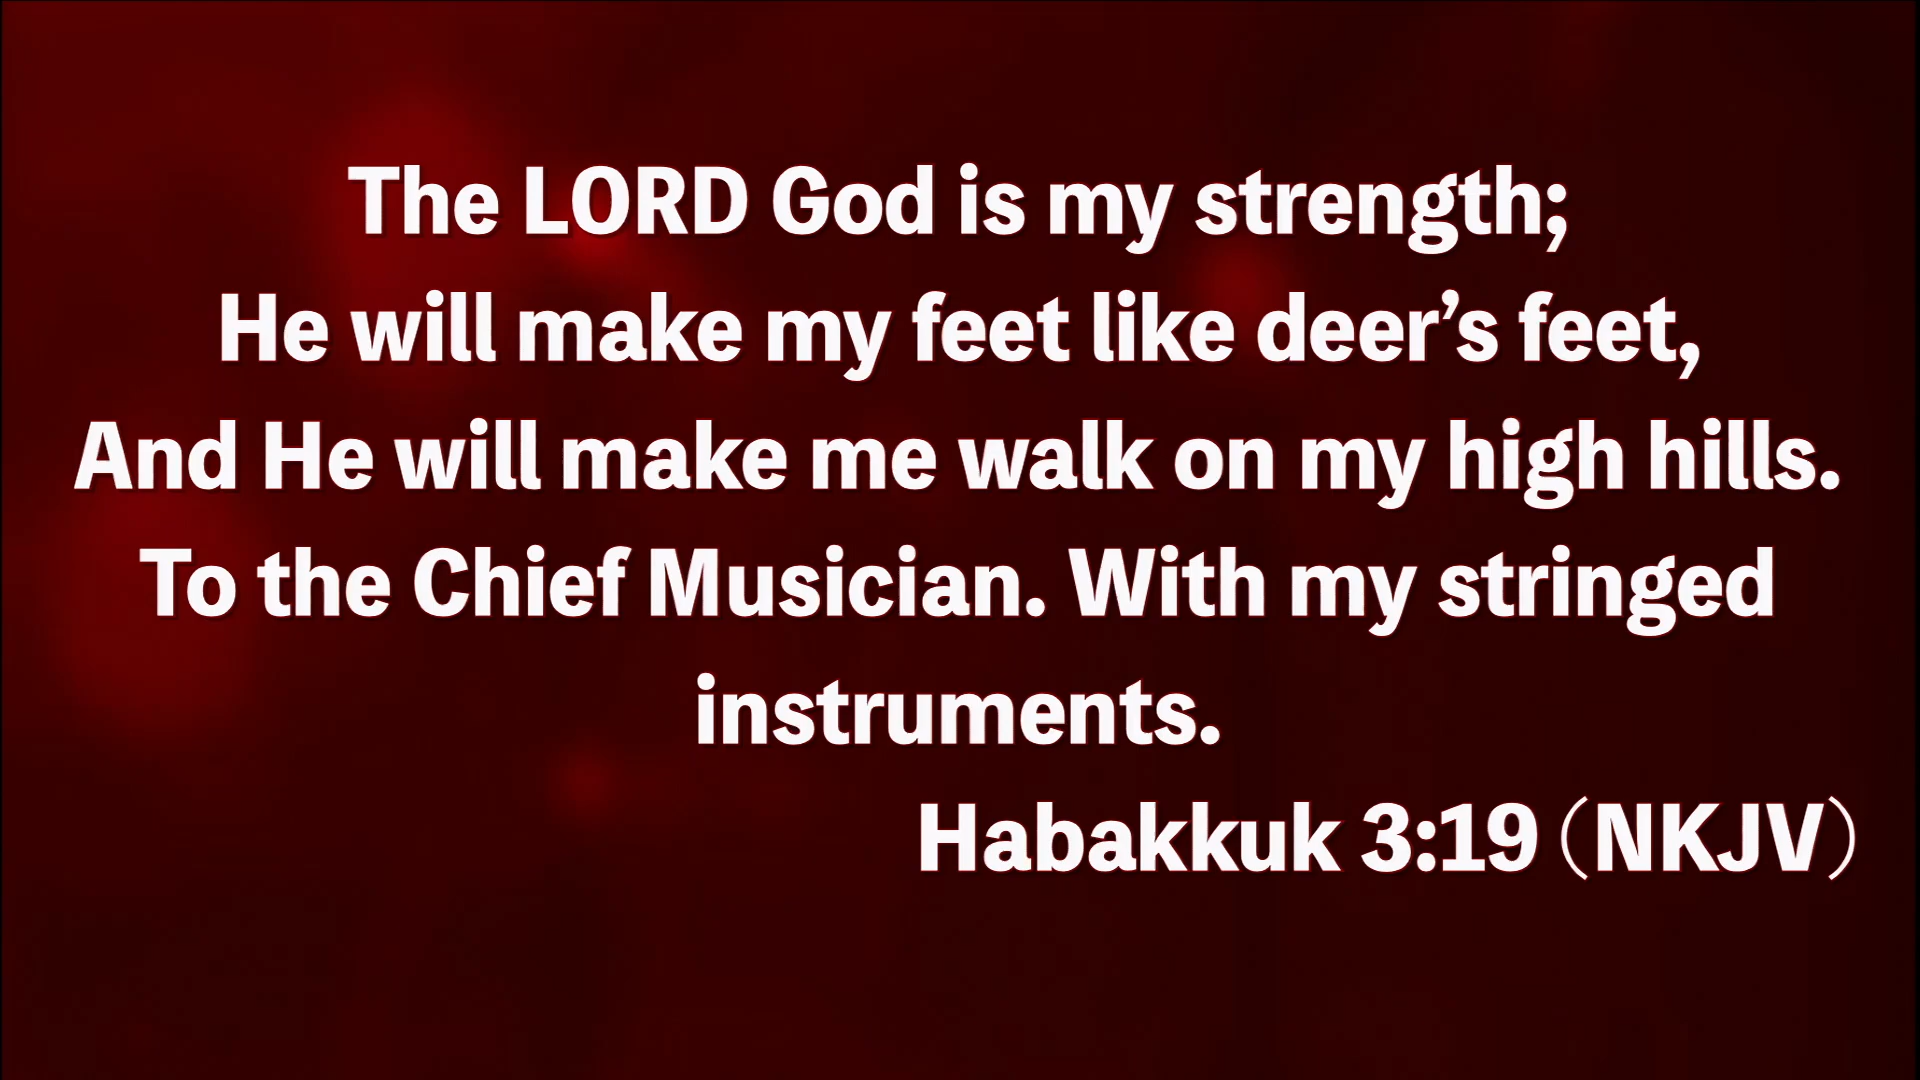 The LORD God is my strength;
He will make my feet like deer’s feet,
And He will make me walk on my high hills.
To the Chief Musician. With my stringed
instruments.
Habakkuk 3:19（NKJV）